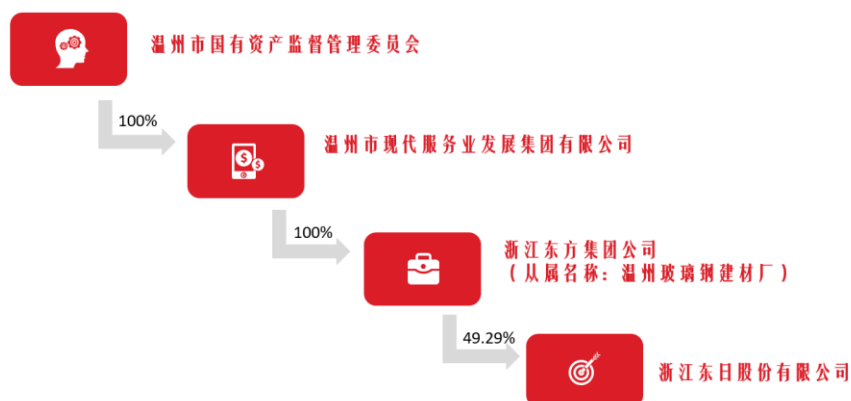 温州市国有资产监督管理委员会
100%
温州市现代服务业发展集团有限公司
100%
浙江东方集团公司
（从属名称：温州玻璃钢建材厂）
49.29%
浙江东日股份有限公司